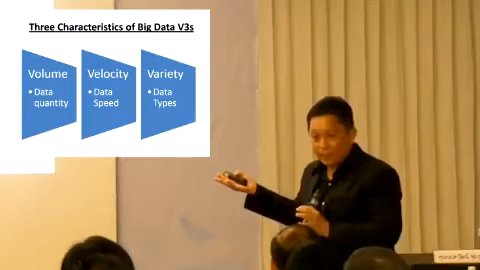 Three Characteristics of Big Data V3s
Volume
• Data
quantity
Velocity
• Data
Speed
Variety
• Data
Types